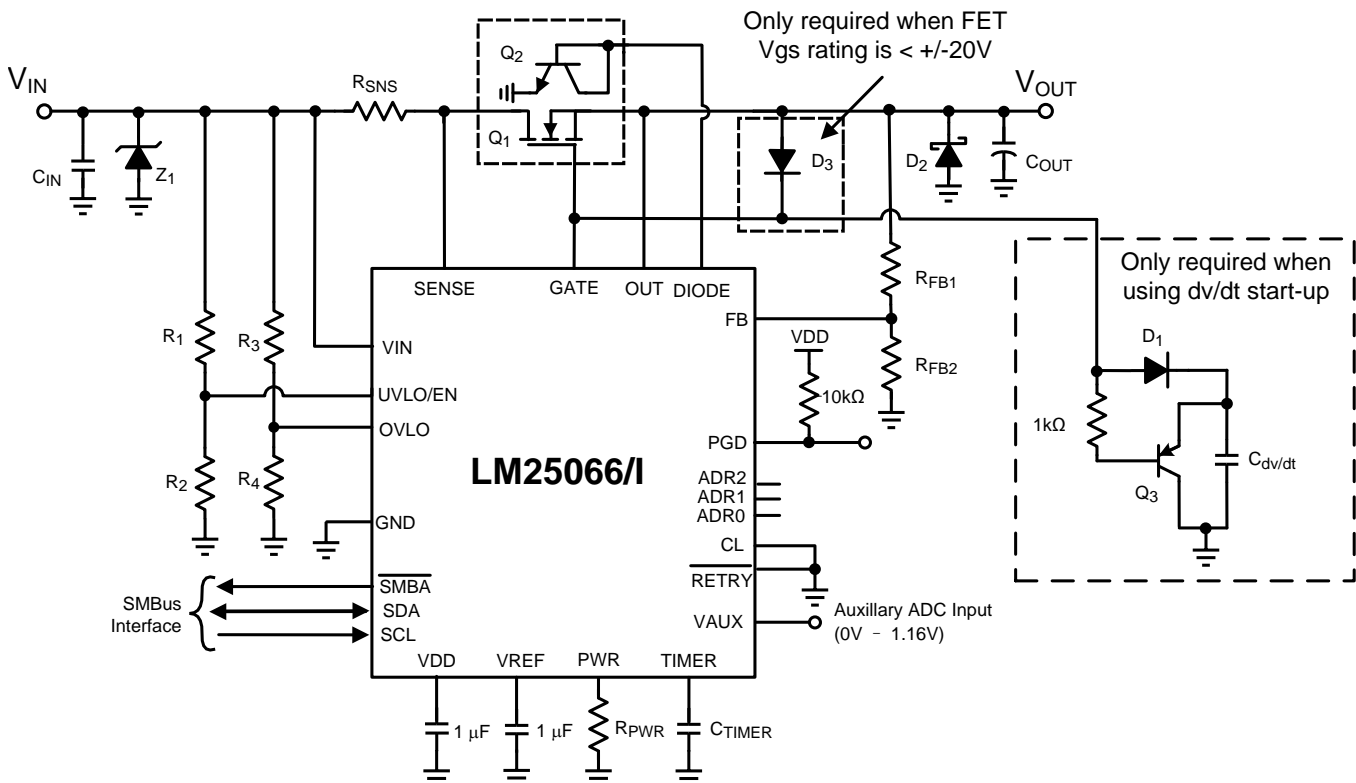 Only required when FET
Vgs rating is < +/-20V
VIN
RSNS
Q2
Q1
VOUT
CIN
Z1
D3
D2
COUT
SENSE
GATE
OUT
DIODE
RFB1
Only required when
using dv/dt start-up
R1
R3
VIN
FB
VDD
RFB2
D1
UVLO/EN
10kΩ
1kΩ
OVLO
PGD
Cdv/dt
R2
R4
LM25066/I
ADR2
ADR1
ADR0
Q3
GND
CL
RETRY
SMBA
SMBus
Interface
SDA
SCL
VAUX
Auxillary ADC Input
(0V - 1.16V)
VDD
VREF
PWR
TIMER
1 μF
1 μF
RPWR
CTIMER